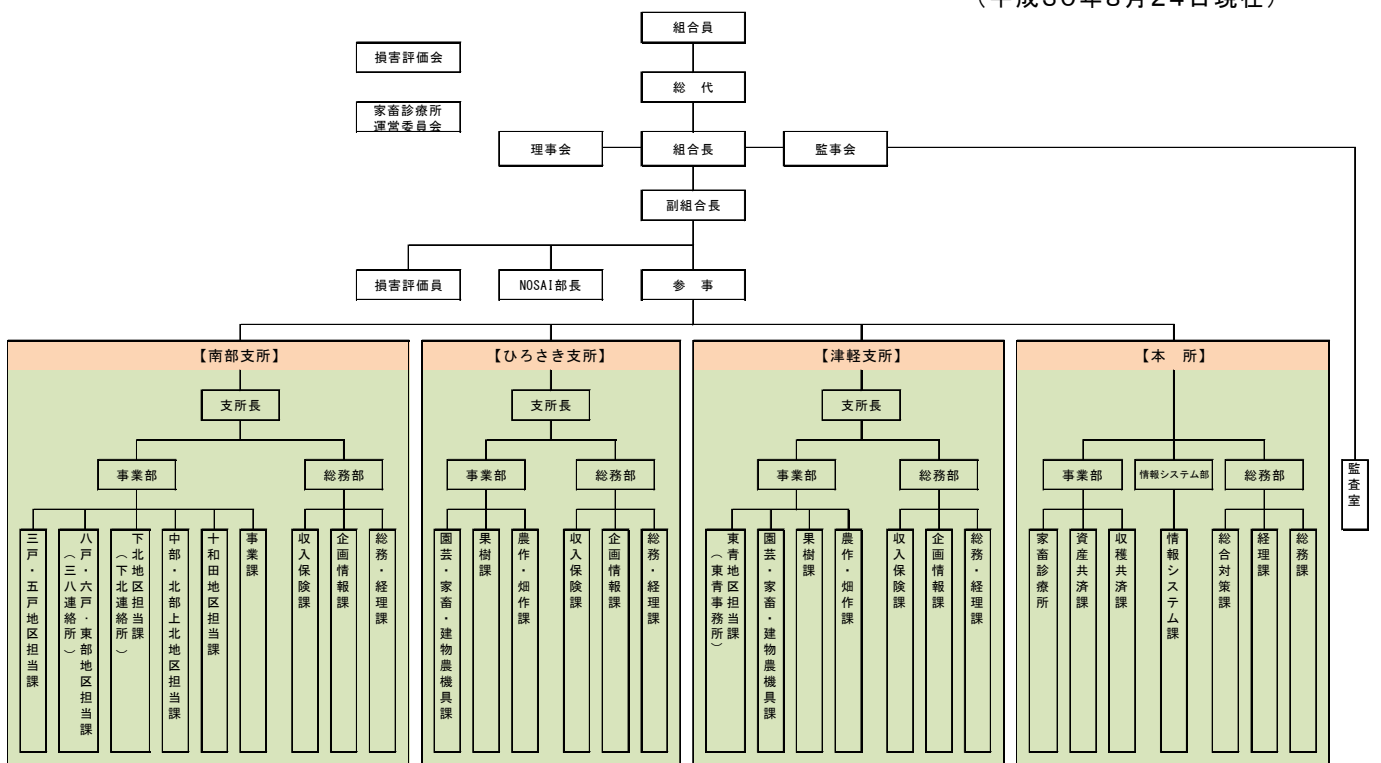 （平成30年8月24日現在）
組合員
損害評価会
総　代
家畜診療所
運営委員会
理事会
組合長
監事会
副組合長
損害評価員
NOSAI部長
参　事
【南部支所】
【ひろさき支所】
【津軽支所】
【本　所】
支所長
支所長
支所長
事業部
総務部
事業部
総務部
事業部
総務部
事業部
情報システム部
総務部
監査室
三戸・五戸地区担当課
八戸・六戸・東部地区担当課
（三八連絡所）
下北地区担当課
（下北連絡所）
中部・北部上北地区担当課
十和田地区担当課
事業課
収入保険課
企画情報課
総務・経理課
園芸・家畜・建物農機具課
果樹課
農作・畑作課
収入保険課
企画情報課
総務・経理課
東青地区担当課
（東青事務所）
園芸・家畜・建物農機具課
果樹課
農作・畑作課
収入保険課
企画情報課
総務・経理課
家畜診療所
資産共済課
収穫共済課
情報システム課
総合対策課
経理課
総務課